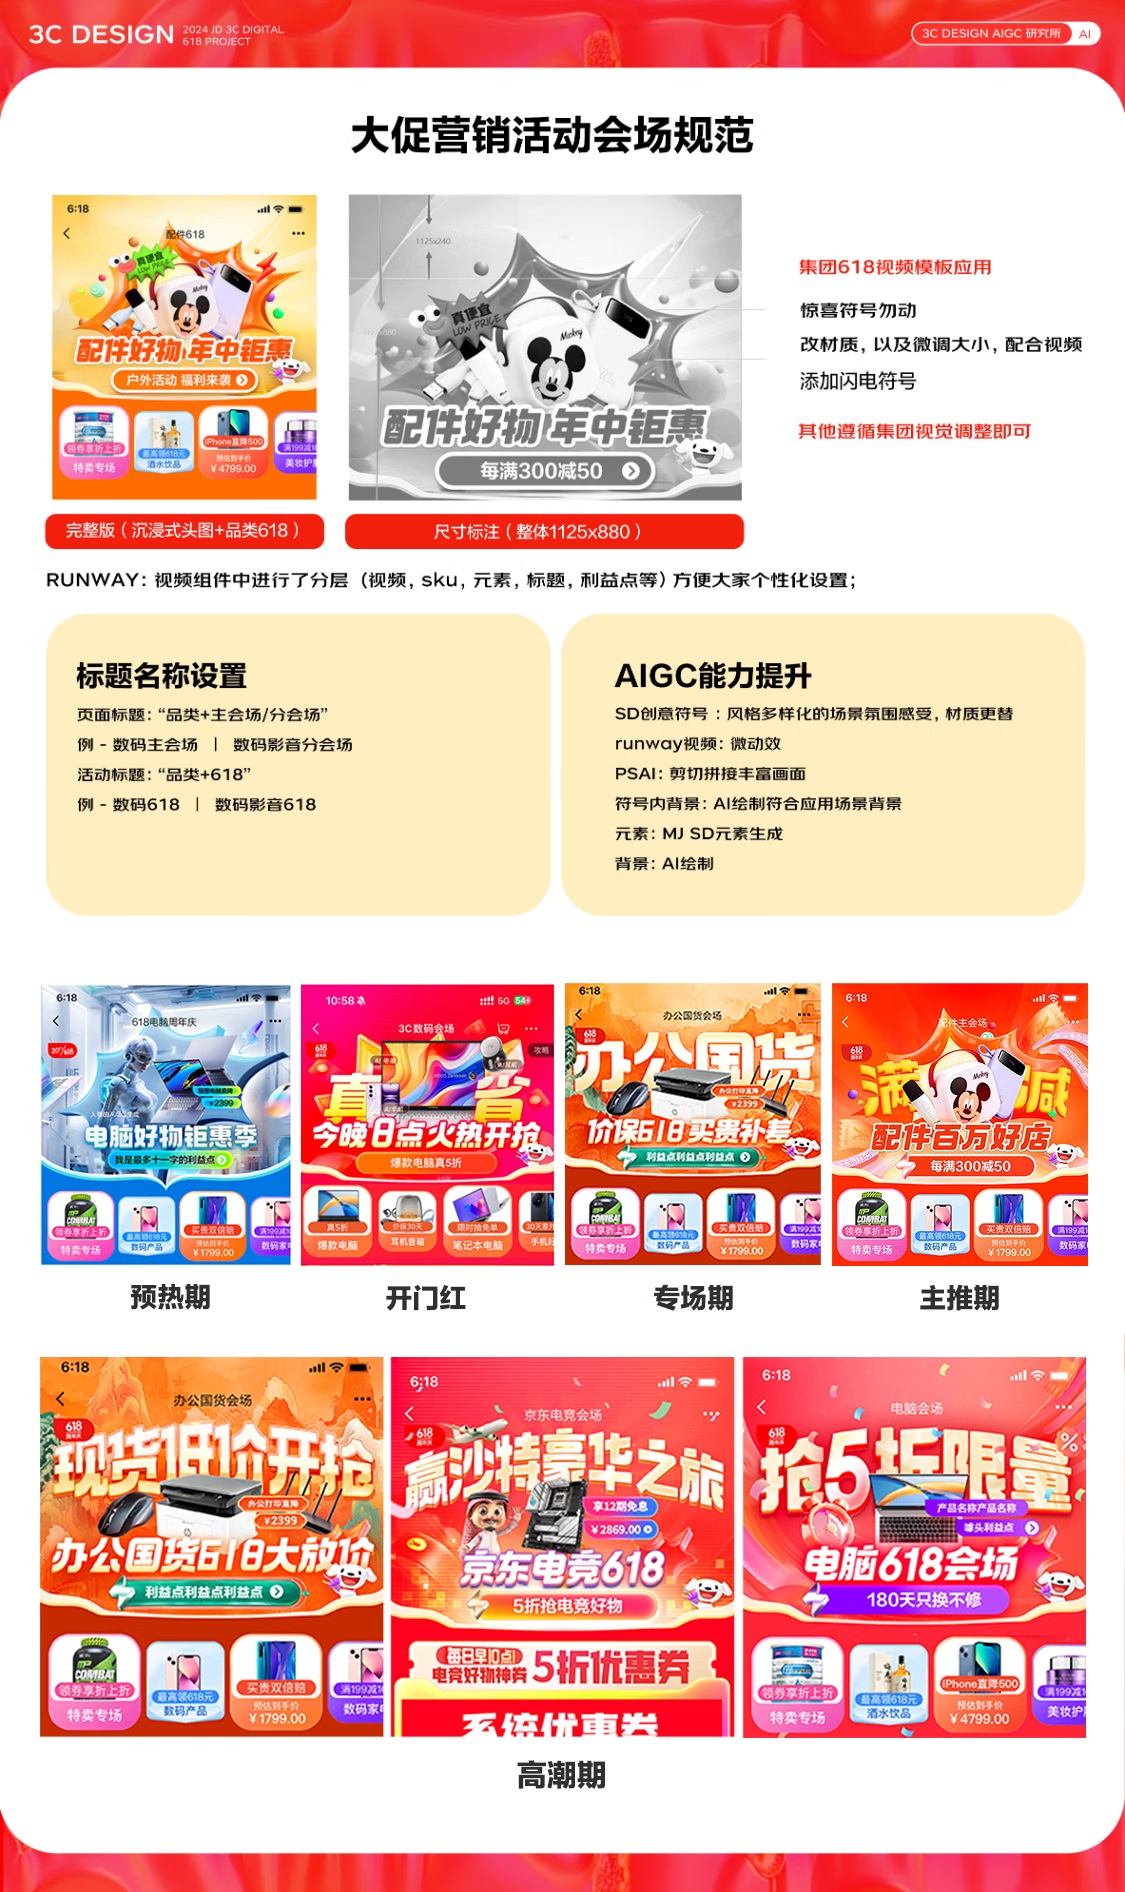 3C DESIGN
2024 JD 3C DIGITAL
618 PROJECT
3C DESIGN AIGC 研究所
AI
大促营销活动会场规范
6:18
配件618
真便宜
LOW PRICE
Mickey
配件好物 年中钜惠
户外活动 福利来袭
领券享折上折
特卖专场
最高领618元
酒水饮品
iPhone直降500
预估到手价
¥4799.00
满199减1
美妆护
1125x240
真便宜
LOW PRICE
Mickey
配件好物 年中钜惠
每满300减50
集团618视频模板应用
惊喜符号勿动
改材质，以及微调大小，配合视频
添加闪电符号
其他遵循集团视觉调整即可
完整版（沉浸式头图+品类618）
尺寸标注（整体1125x880）
RUNWAY：视频组件中进行了分层（视频，sku，元素，标题，利益点等）方便大家个性化设置；
标题名称设置
页面标题：“品类+主会场/分会场”
例 - 数码主会场 | 数码影音分会场
活动标题：“品类+618”
例 - 数码618 | 数码影音618
AIGC能力提升
SD创意符号 ：风格多样化的场景氛围感受，材质更替
runway视频：微动效
PSAI：剪切拼接丰富画面
符号内背景：AI绘制符合应用场景背景
元素：MJ SD元素生成
背景：AI绘制
6:18
618电脑周年庆
¥2399
电脑好物钜惠季
我是最多十一字的利益点
领券享折上折
特卖专场
最高领618元
数码产品
买贵双倍赔
预估到手价
¥1799.00
满199减1
数码家
10:58
5G 54
3C数码会场
618
攻略
真省
今晚8点火热开抢
爆款电脑真5折
真5折
爆款电脑
价保30天
耳机音箱
限时抽免单
笔记本电脑
手机
6:18
办公国货会场
618
办公国货
办公打印直降
¥2399
价保618买贵补差
利益点利益点利益点
领券享折上折
特卖专场
最高领618元
数码产品
买贵双倍赔
预估到手价
¥1799.00
满199减1
数码家
6:18
配件主会场
618
满 减
Mickey
配件百万好店
每满300减50
领券享折上折
特卖专场
最高领618元
数码产品
买贵双倍赔
预估到手价
¥1799.00
满199减1
数码家
预热期
开门红
专场期
主推期
6:18
办公国货会场
618
现货低价开抢
办公打印直降
¥2399
办公国货618大放价
利益点利益点利益点
COMBAT
领券享折上折
特卖专场
最高领618元
数码产品
买贵双倍赔
预估到手价
¥1799.00
满199减1
数码家
6:18
京东电竞会场
618
赢沙特豪华之旅
享12期免息
¥2869.00
京东电竞618
5折抢电竞好物
每日早10点!
电竞好物神券
5折优惠券
系统优惠券
6:18
电脑会场
618
抢5折限量
%
产品名称产品名称
罐头利益点
电脑618会场
180天只换不修
领券享折上折
特卖专场
最高领618元
酒水饮品
iPhone直降500
预估到手价
¥4799.00
满199减1
美妆护
高潮期